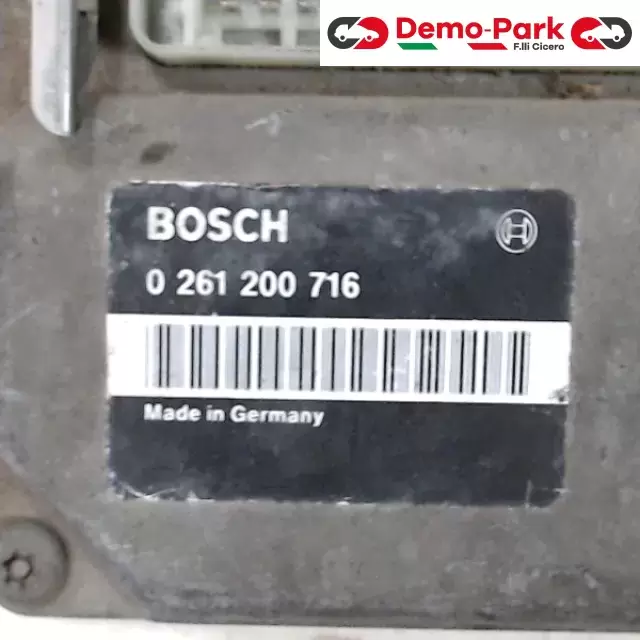 Demo-Park
F.lli Cicero
BOSCH
0 261 200 716
Made in Germany